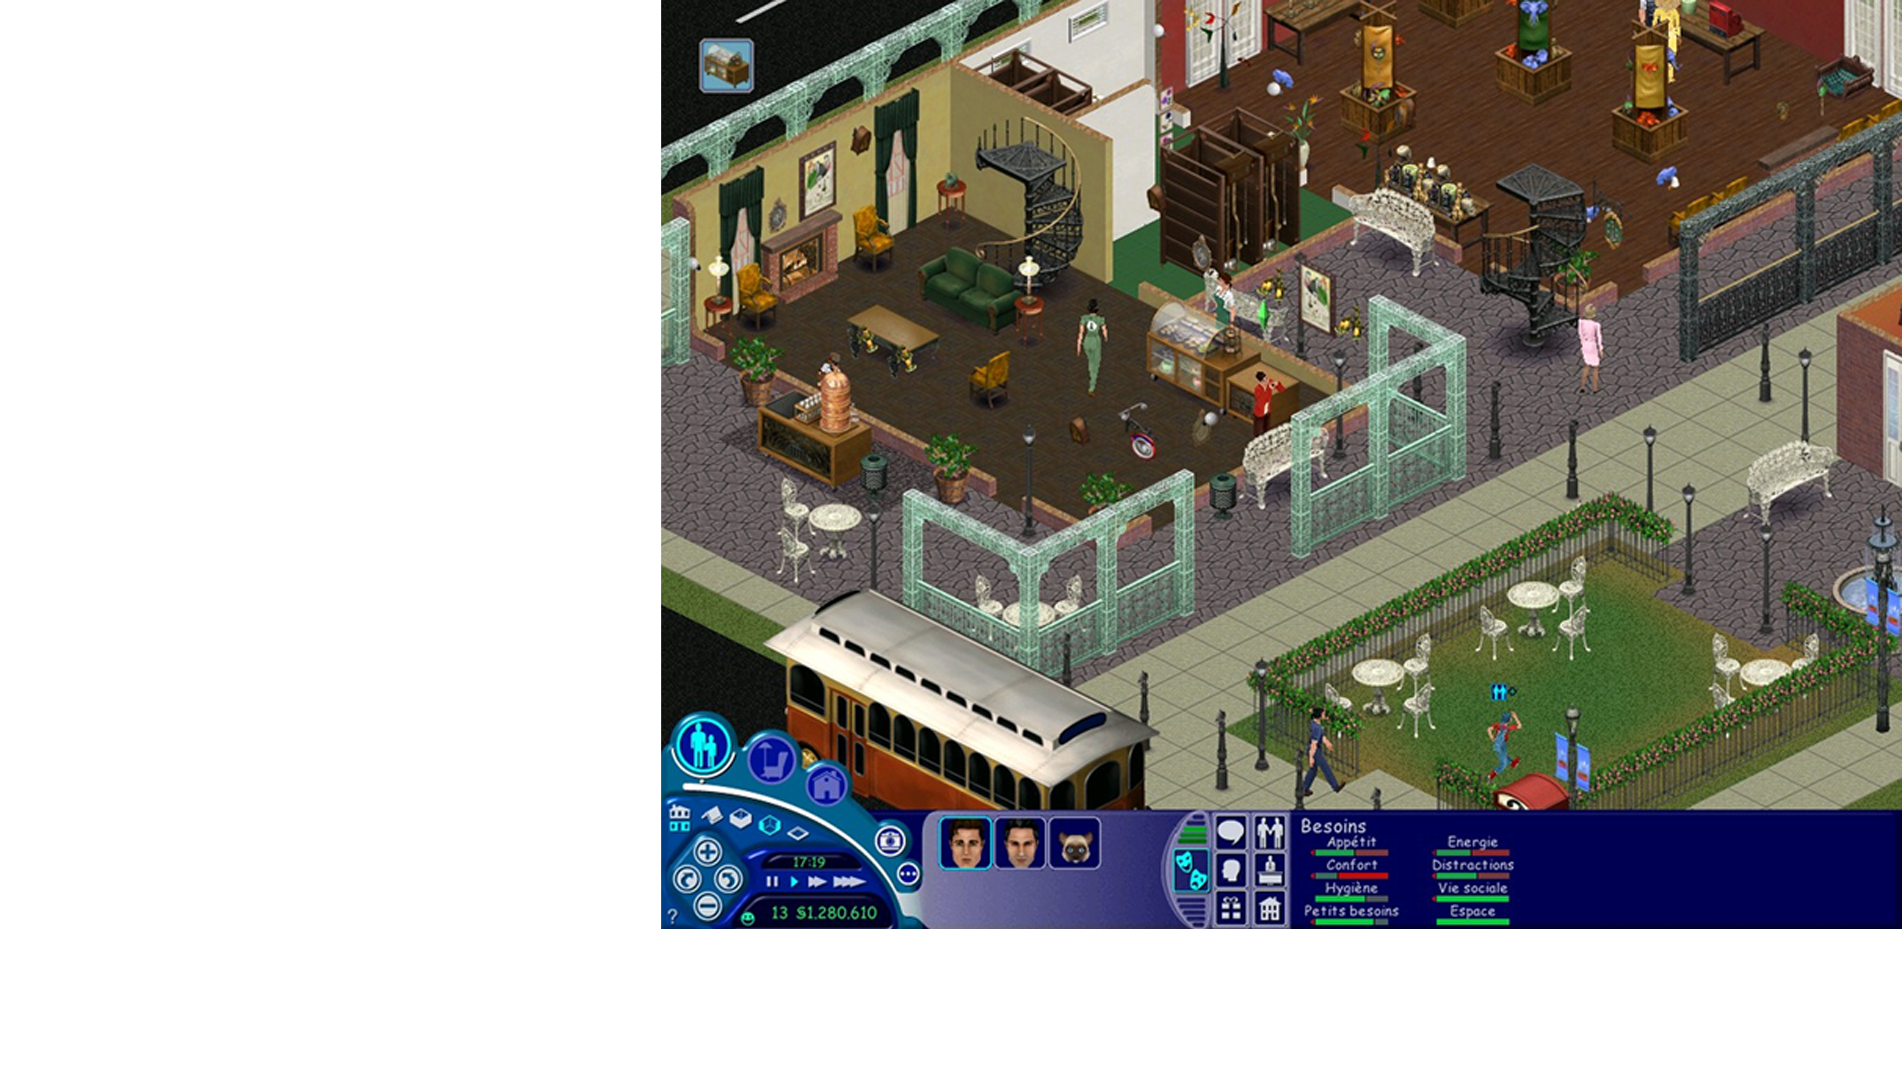 17:19
13 $1,280,610
?
Besoins
Appétit
Energie
Confort
Distractions
Hygiène
Vie sociale
Petits besoins
Espace